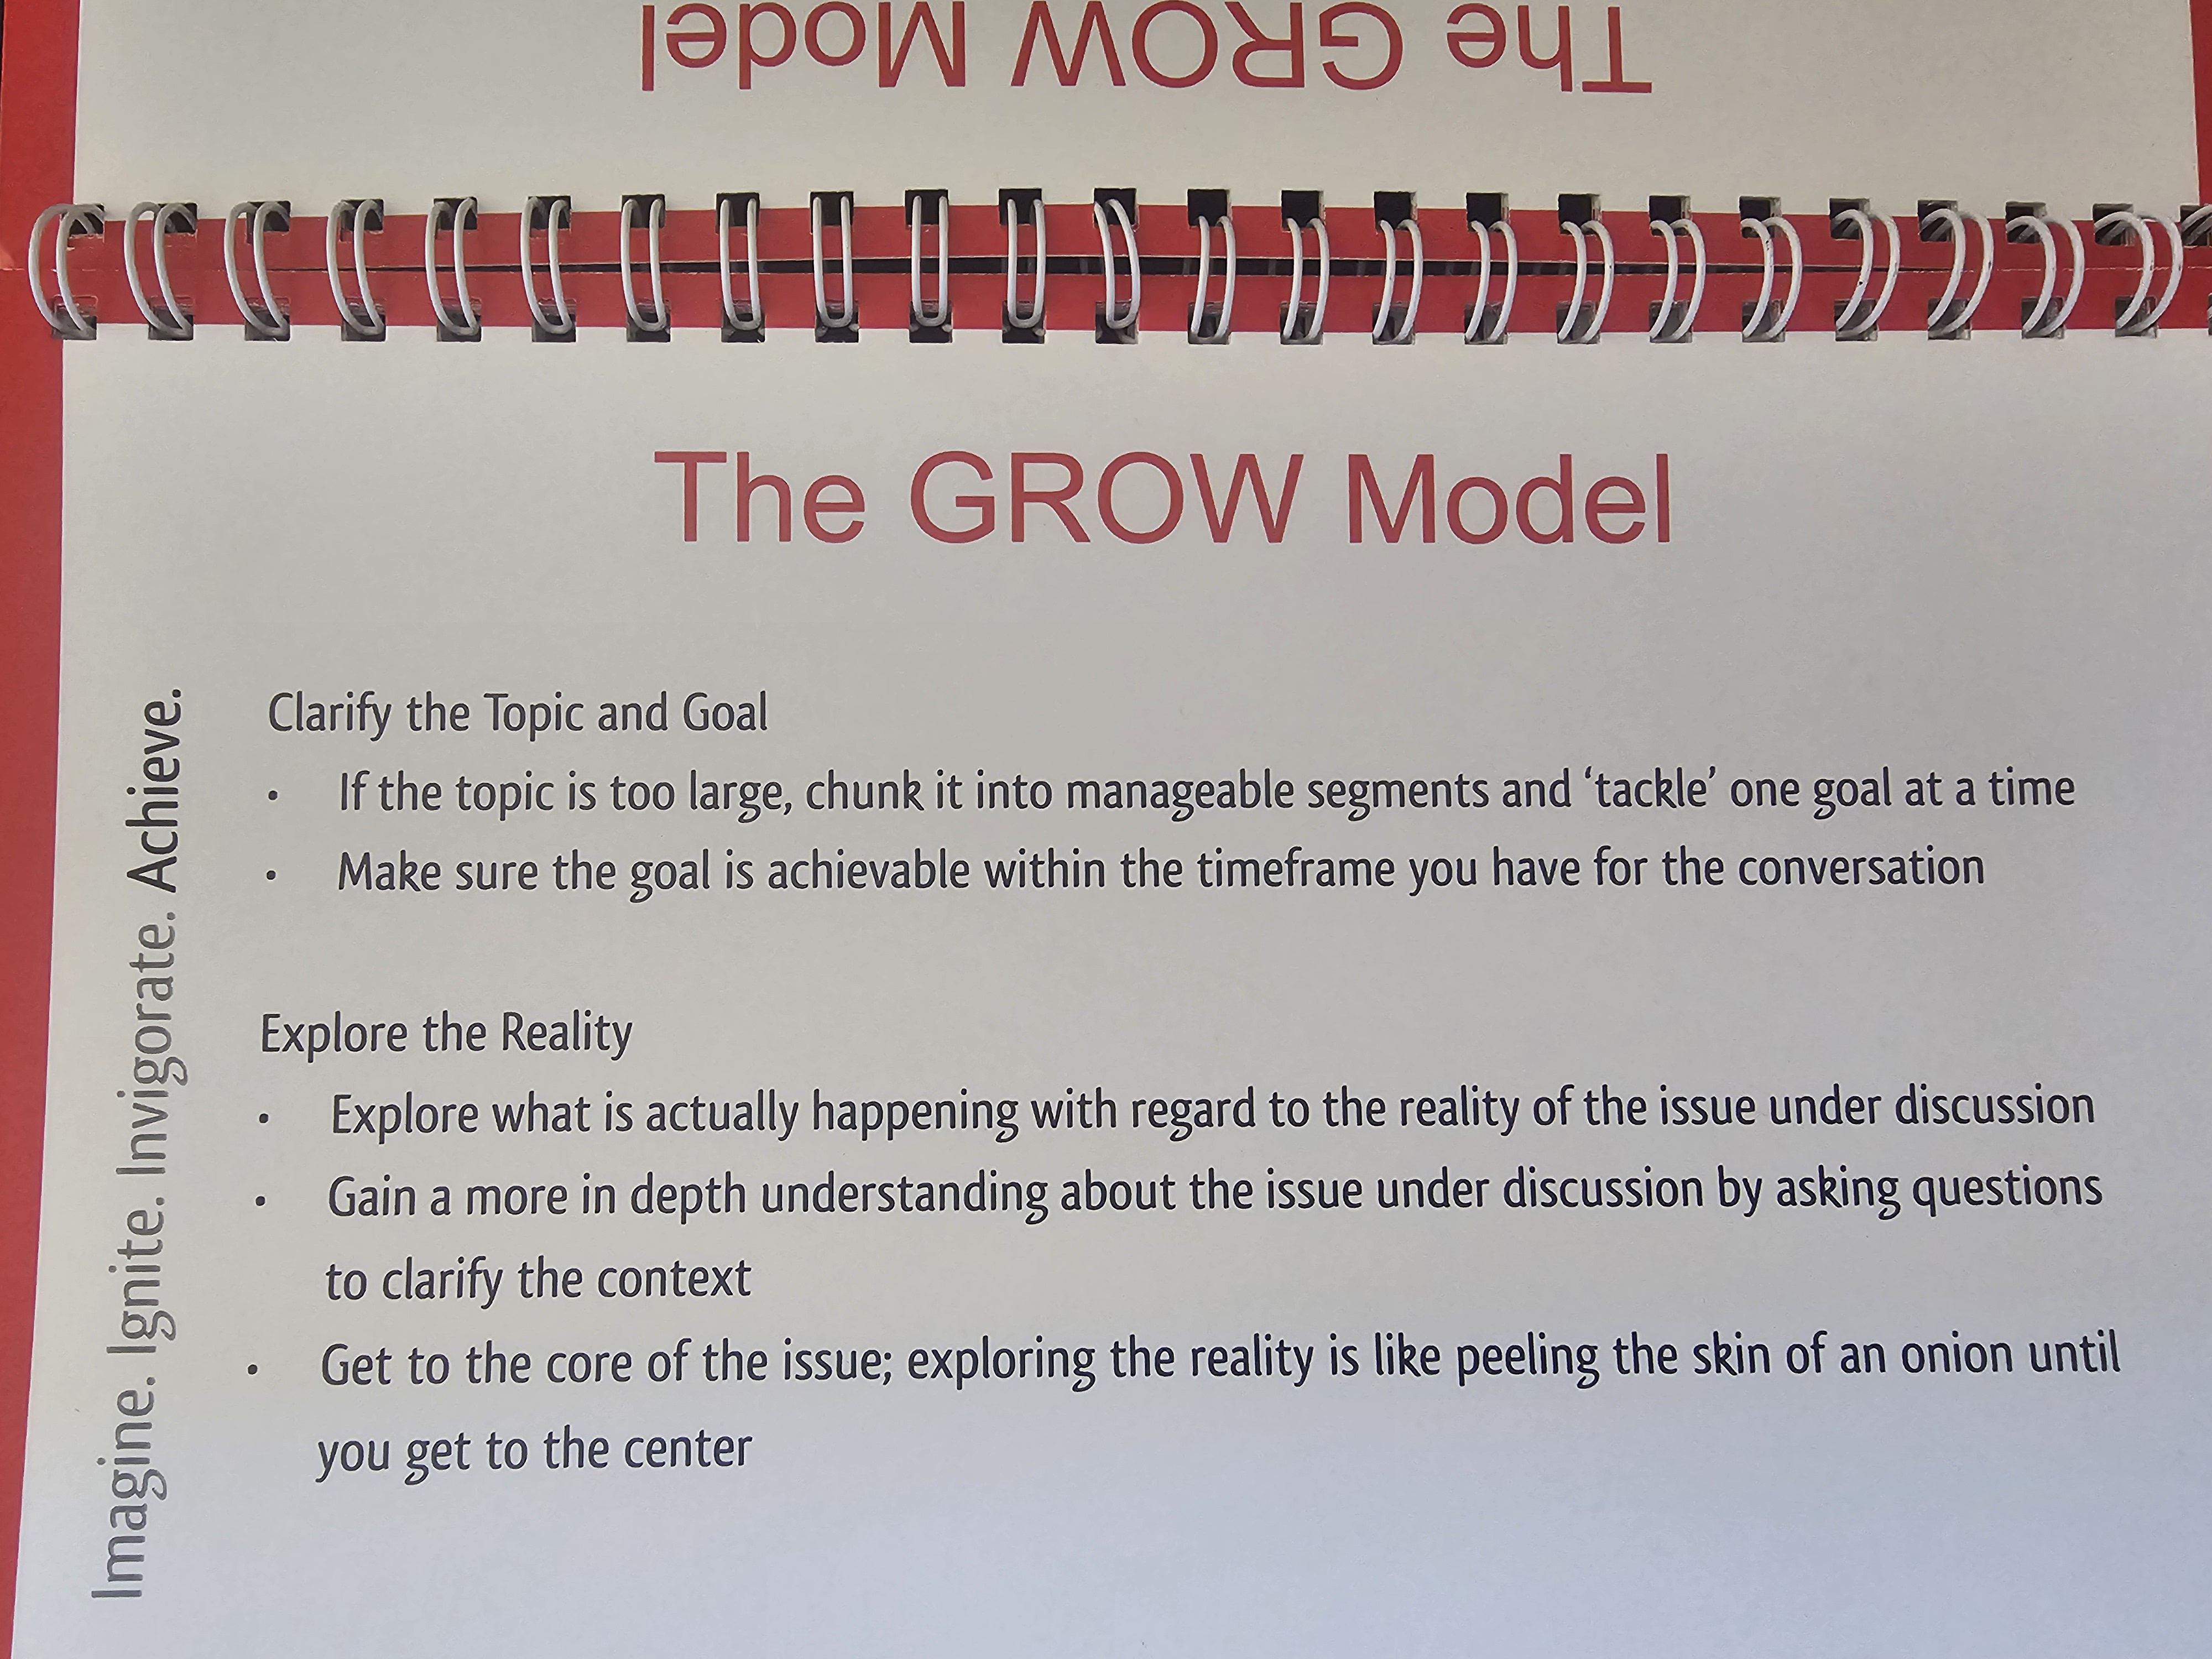 The GROW Model
The GROW Model
Clarify the Topic and Goal
• If the topic is too large, chunk it into manageable segments and ‘tackle’ one goal at a time
• Make sure the goal is achievable within the timeframe you have for the conversation
Explore the Reality
• Explore what is actually happening with regard to the reality of the issue under discussion
• Gain a more in depth understanding about the issue under discussion by asking questions
to clarify the context
• Get to the core of the issue; exploring the reality is like peeling the skin of an onion until
you get to the center
Imagine. Ignite. Invigorate. Achieve.